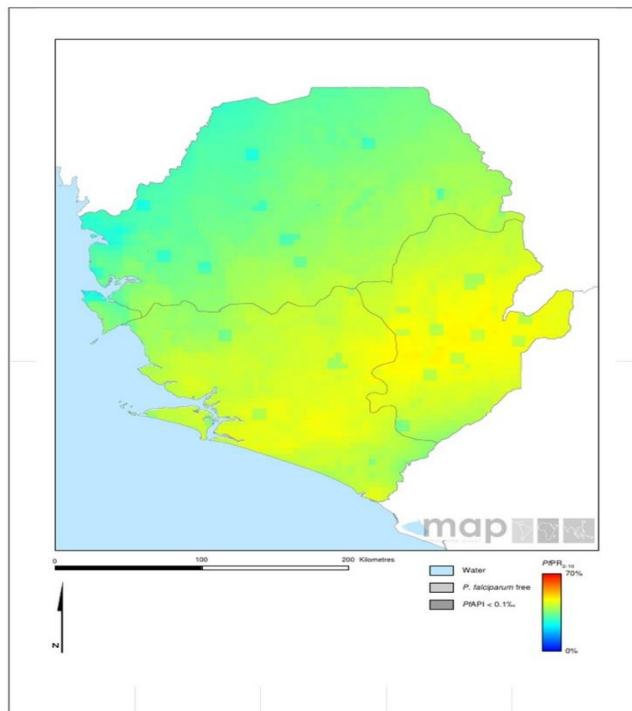 map
0 100 200 Kilometres
Water
P. falciparum free
PfAPI < 0.1‰
PfPR2-10
70%
0%
N